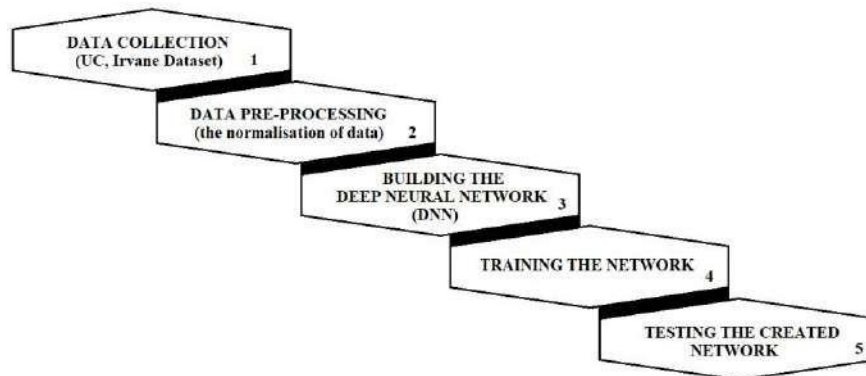 DATA COLLECTION
(UC, Irvane Dataset)
1
DATA PRE-PROCESSING
(the normalisation of data)
2
BUILDING THE
DEEP NEURAL NETWORK
(DNN)
3
TRAINING THE NETWORK
4
TESTING THE CREATED
NETWORK
5